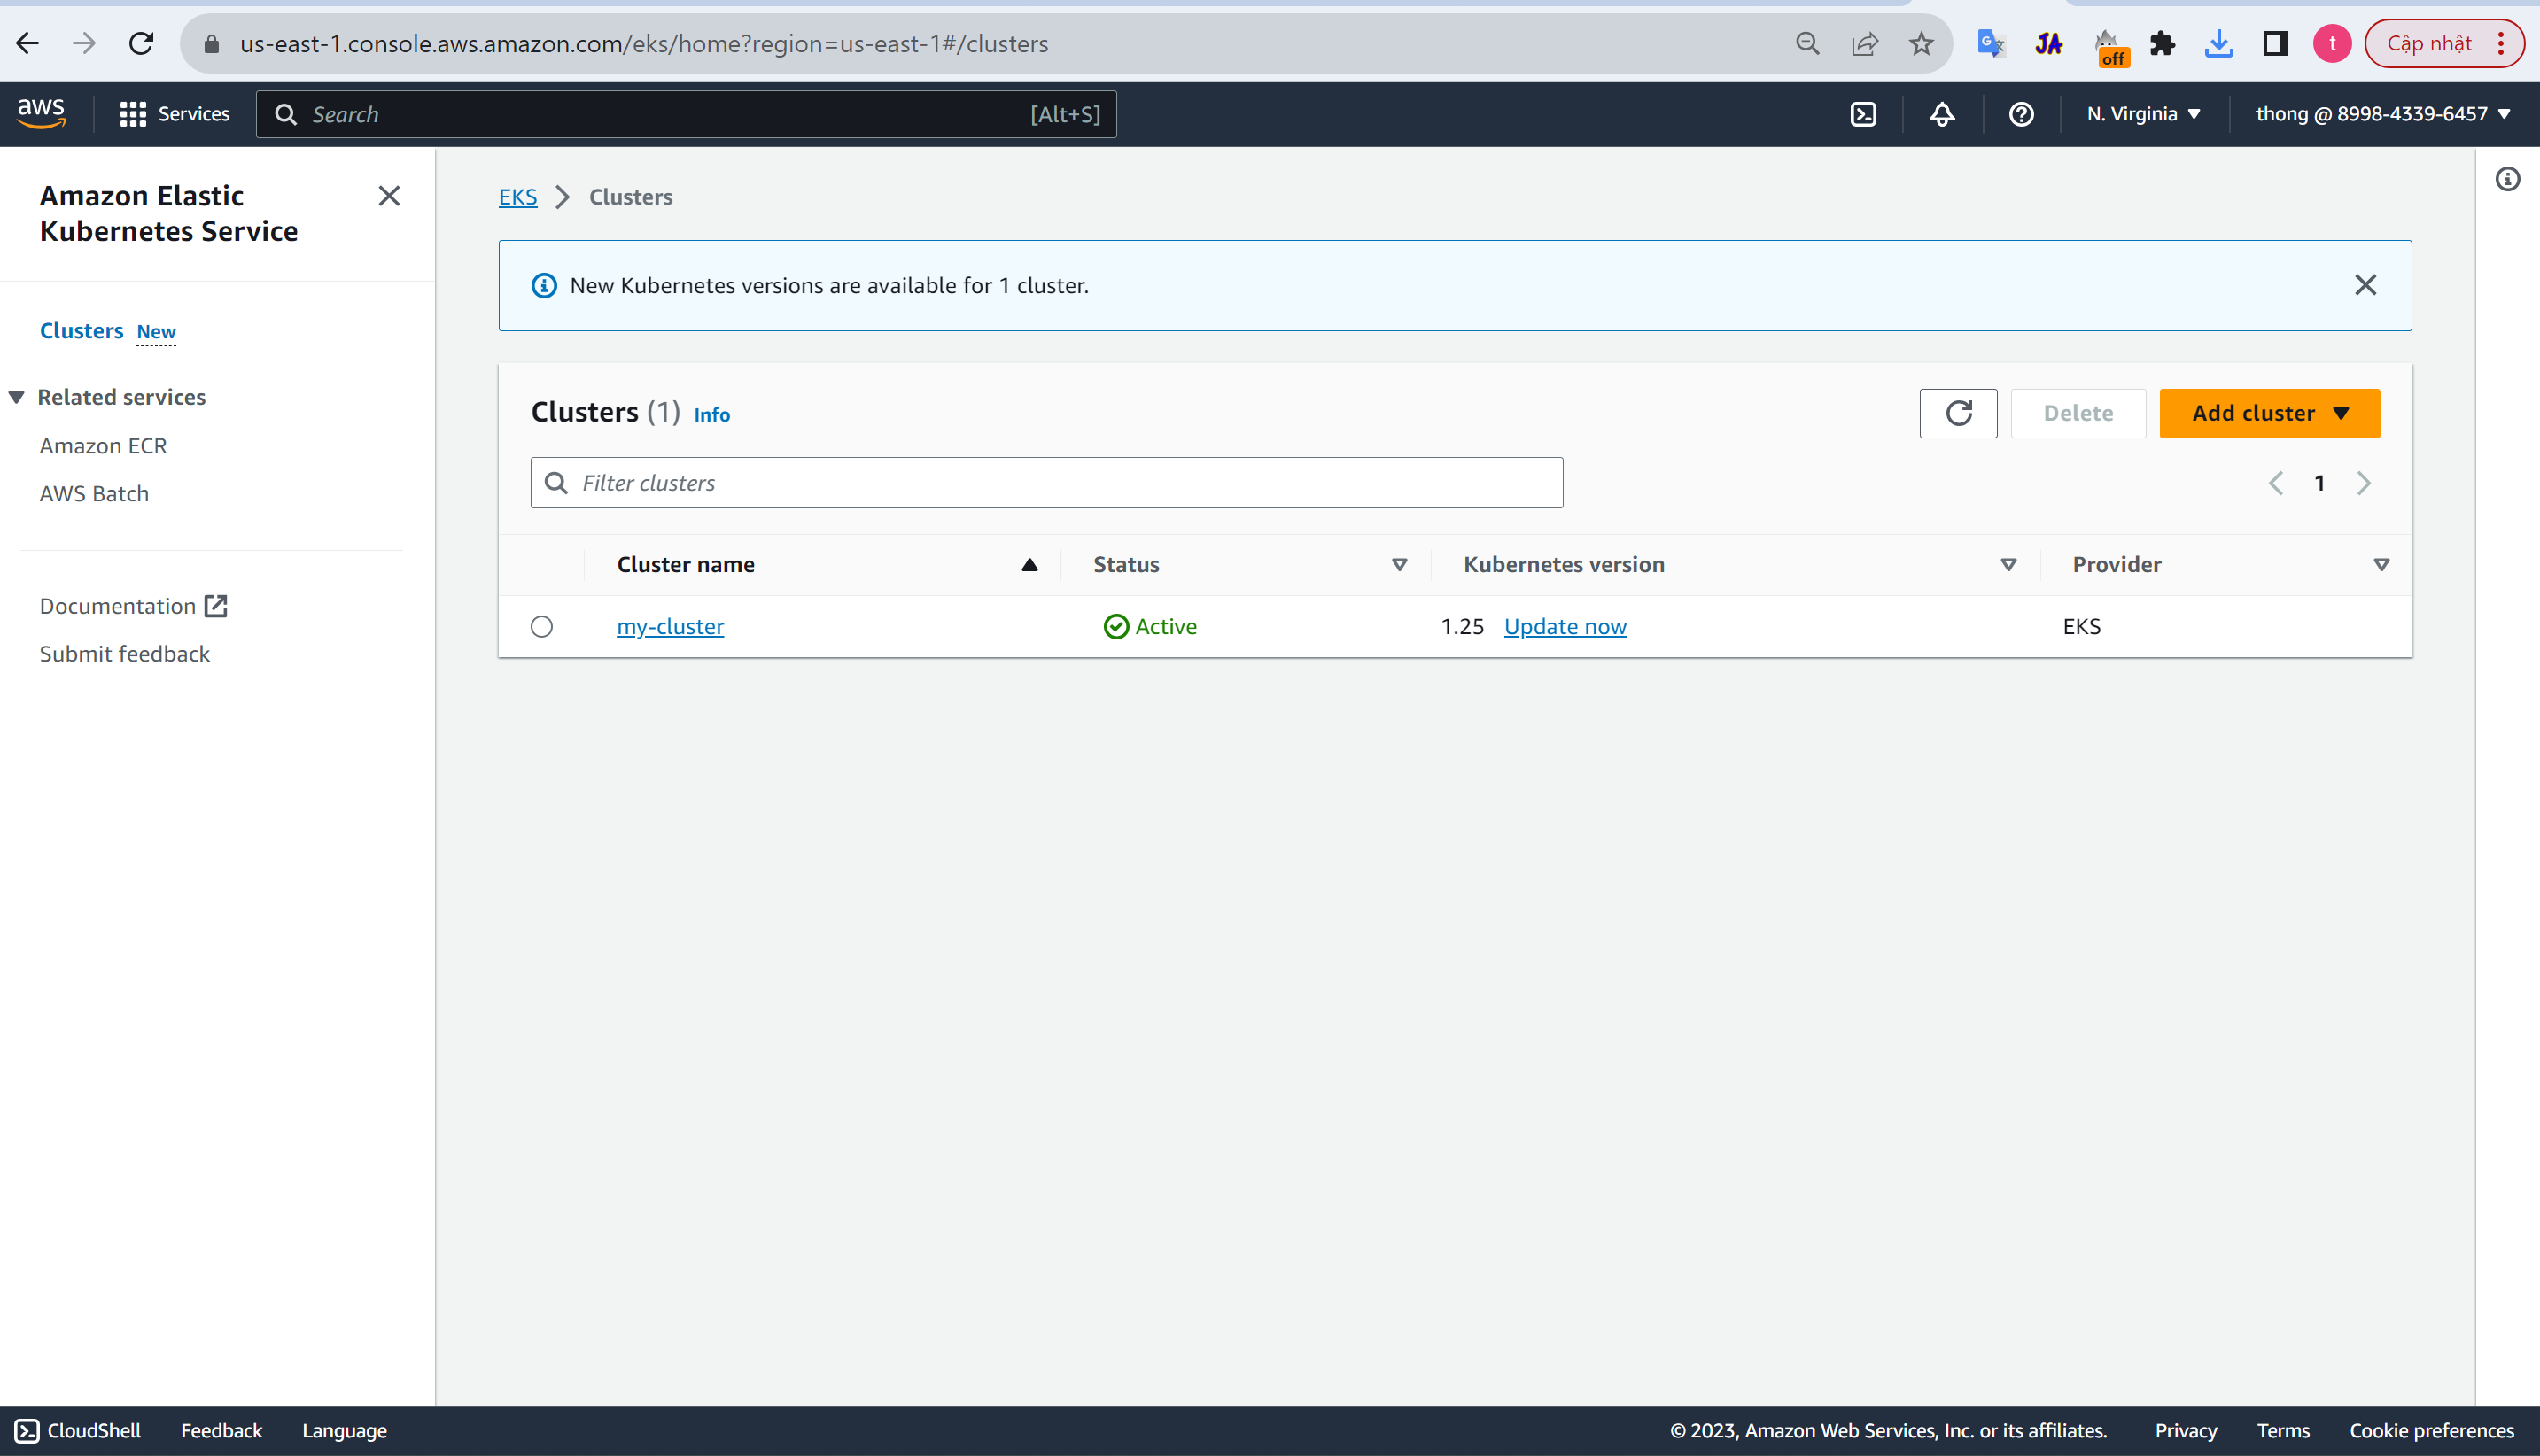 us-east-1.console.aws.amazon.com/eks/home?region=us-east-1#/clusters
JA
off
t
Cập nhật
aws
Services
Search
[Alt+S]
N. Virginia
thong @ 8998-4339-6457
Amazon Elastic
Kubernetes Service
Clusters New
Related services
Amazon ECR
AWS Batch
Documentation
Submit feedback
EKS
Clusters
New Kubernetes versions are available for 1 cluster.
Clusters (1) Info
Delete
Add cluster
Filter clusters
1
Cluster name
Status
Kubernetes version
Provider
my-cluster
Active
1.25 Update now
EKS
CloudShell
Feedback
Language
© 2023, Amazon Web Services, Inc. or its affiliates.
Privacy
Terms
Cookie preferences